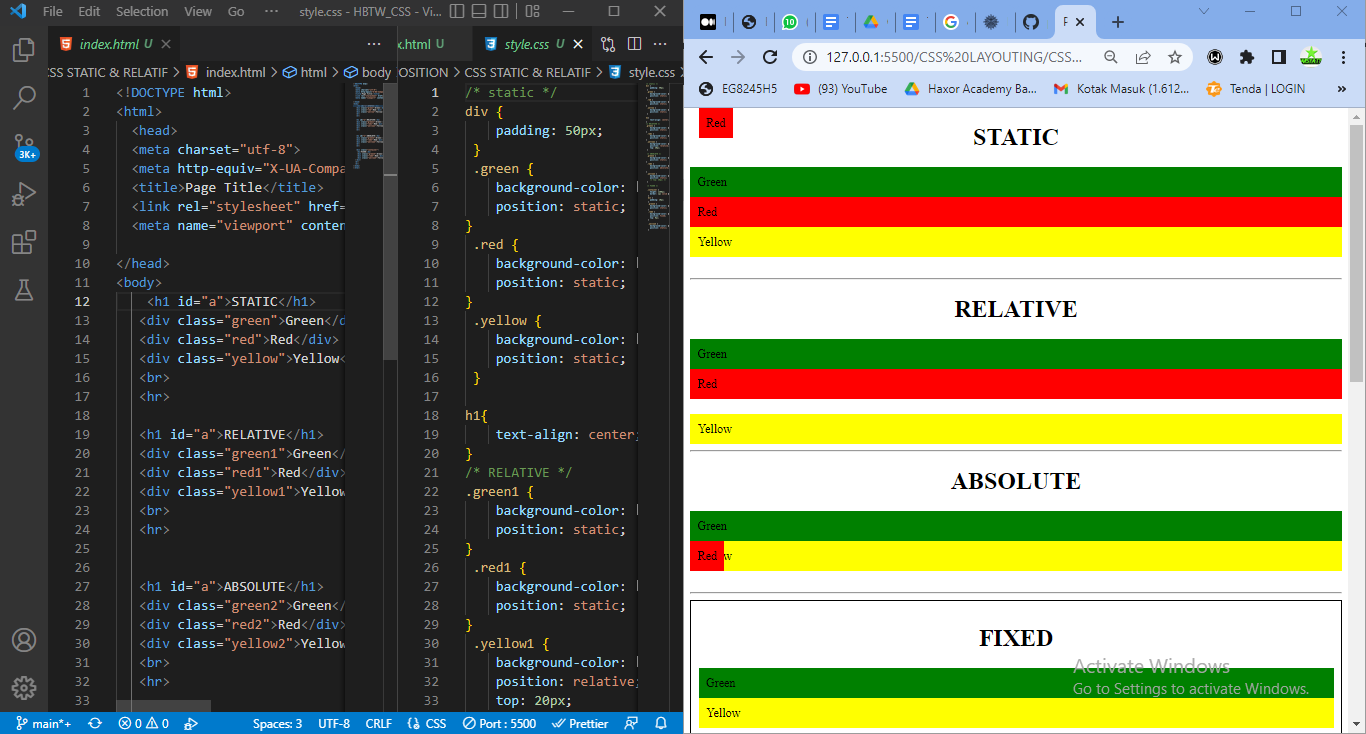 File Edit Selection View Go ··· style.css - HBTW_CSS - Vi...
index.html U
x.html U
style.css U
CSS STATIC & RELATIF > index.html > html > body
OSITION > CSS STATIC & RELATIF > style.css
1 <!DOCTYPE html>
2 <html>
3 <head>
4 <meta charset="utf-8">
5 <meta http-equiv="X-UA-Compa
6 <title>Page Title</title>
7 <link rel="stylesheet" href=
8 <meta name="viewport" conten
9
10 </head>
11 <body>
12 <h1 id="a">STATIC</h1>
13 <div class="green">Green</d
14 <div class="red">Red</div>
15 <div class="yellow">Yellow<
16 <br>
17 <hr>
18
19 <h1 id="a">RELATIVE</h1>
20 <div class="green1">Green</
21 <div class="red1">Red</div>
22 <div class="yellow1">Yellow
23 <br>
24 <hr>
25
26
27 <h1 id="a">ABSOLUTE</h1>
28 <div class="green2">Green</
29 <div class="red2">Red</div>
30 <div class="yellow2">Yellow
31 <br>
32 <hr>
33
1 /* static */
2 div {
3 padding: 50px;
4 }
5 .green {
6 background-color:
7 position: static;
8 }
9 .red {
10 background-color:
11 position: static;
12 }
13 .yellow {
14 background-color:
15 position: static;
16 }
17
18 h1{
19 text-align: center;
20 }
21 /* RELATIVE */
22 .green1 {
23 background-color:
24 position: static;
25 }
26 .red1 {
27 background-color:
28 position: static;
29 }
30 .yellow1 {
31 background-color:
32 position: relative;
33 top: 20px;
3K+
main*+ 0 0 Spaces: 3 UTF-8 CRLF CSS Port : 5500 Prettier
10
127.0.0.1:5500/CSS%20LAYOUTING/CSS...
EG8245H5 (93) YouTube Haxor Academy Ba... Kotak Masuk (1.612... Tenda | LOGIN »
Red
STATIC
Green
Red
Yellow
RELATIVE
Green
Red
Yellow
ABSOLUTE
Green
Red w
FIXED
Green
Yellow
Activate Windows
Go to Settings to activate Windows.